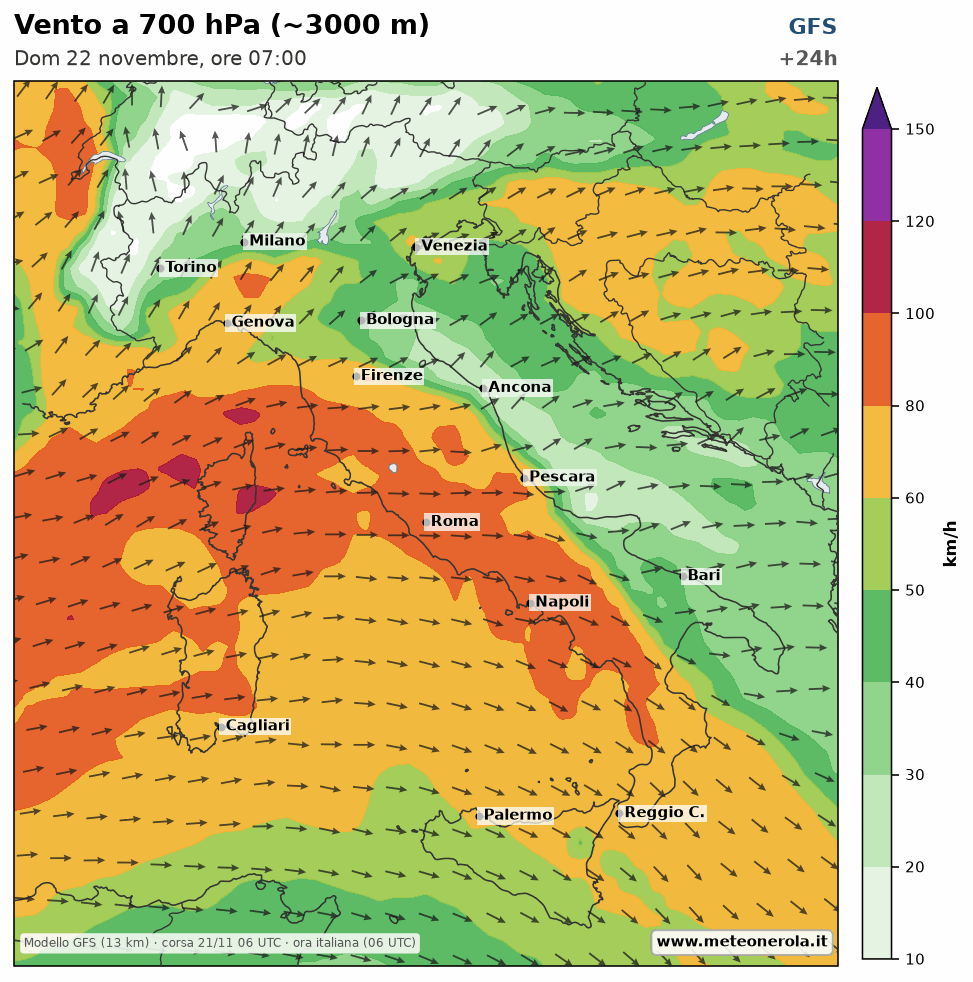 Vento a 700 hPa (~3000 m)
GFS
Dom 22 novembre, ore 07:00
+24h
Milano
Venezia
Torino
Genova
Bologna
Firenze
Ancona
Pescara
Roma
Bari
Napoli
Cagliari
Palermo
Reggio C.
150
120
100
80
60
50
40
30
20
10
km/h
Modello GFS (13 km) · corsa 21/11 06 UTC · ora italiana (06 UTC)
www.meteonerola.it